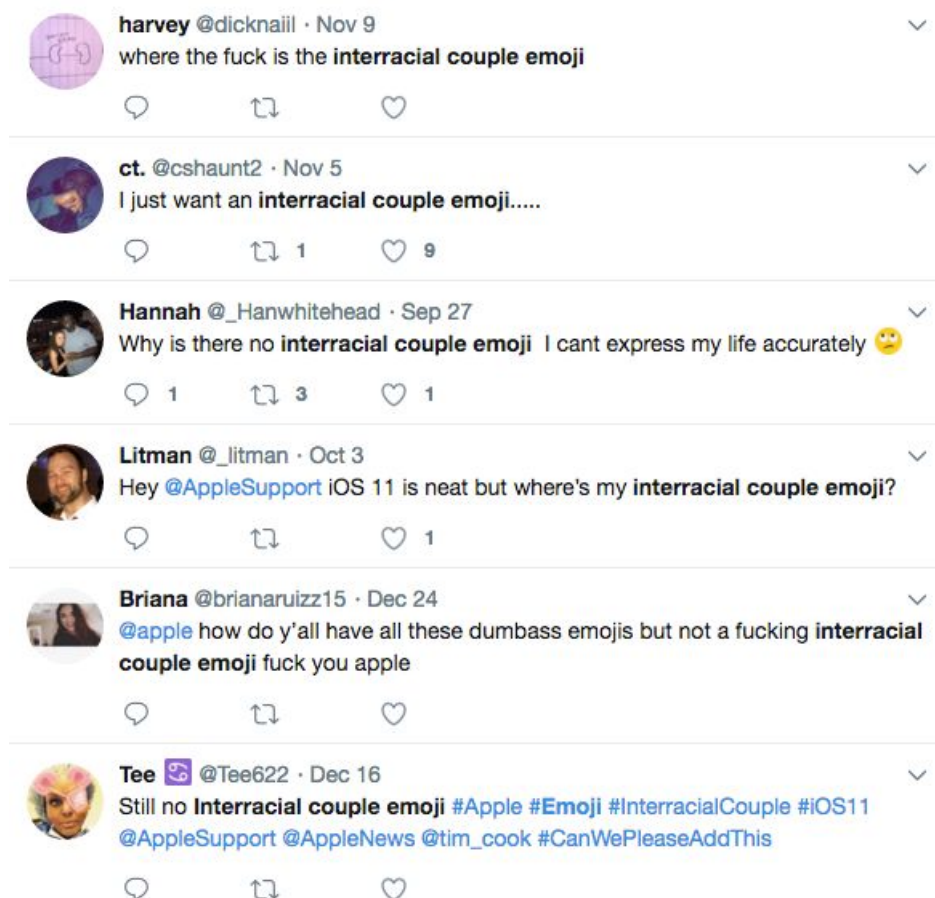 harvey @dicknaiil · Nov 9
where the fuck is the interracial couple emoji
ct. @cshaunt2 · Nov 5
I just want an interracial couple emoji.....
1 9
Hannah @_Hanwhitehead · Sep 27
Why is there no interracial couple emoji I cant express my life accurately 🙄
1 3 1
Litman @_litman · Oct 3
Hey @AppleSupport iOS 11 is neat but where's my interracial couple emoji?
1
Briana @brianaruizz15 · Dec 24
@apple how do y'all have all these dumbass emojis but not a fucking interracial
couple emoji fuck you apple
Tee ♋ @Tee622 · Dec 16
Still no Interracial couple emoji #Apple #Emoji #InterracialCouple #iOS11
@AppleSupport @AppleNews @tim_cook #CanWePleaseAddThis